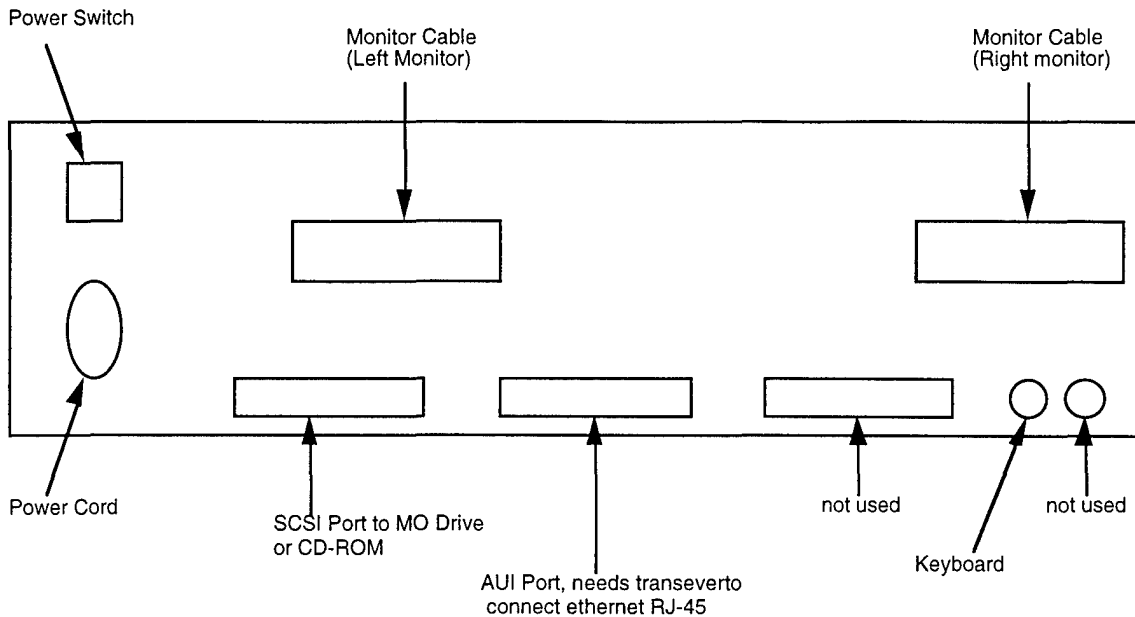 Power Switch
Monitor Cable
(Left Monitor)
Monitor Cable
(Right monitor)
Power Cord
SCSI Port to MO Drive
or CD-ROM
AUI Port, needs transeverto
connect ethernet RJ-45
not used
Keyboard
not used